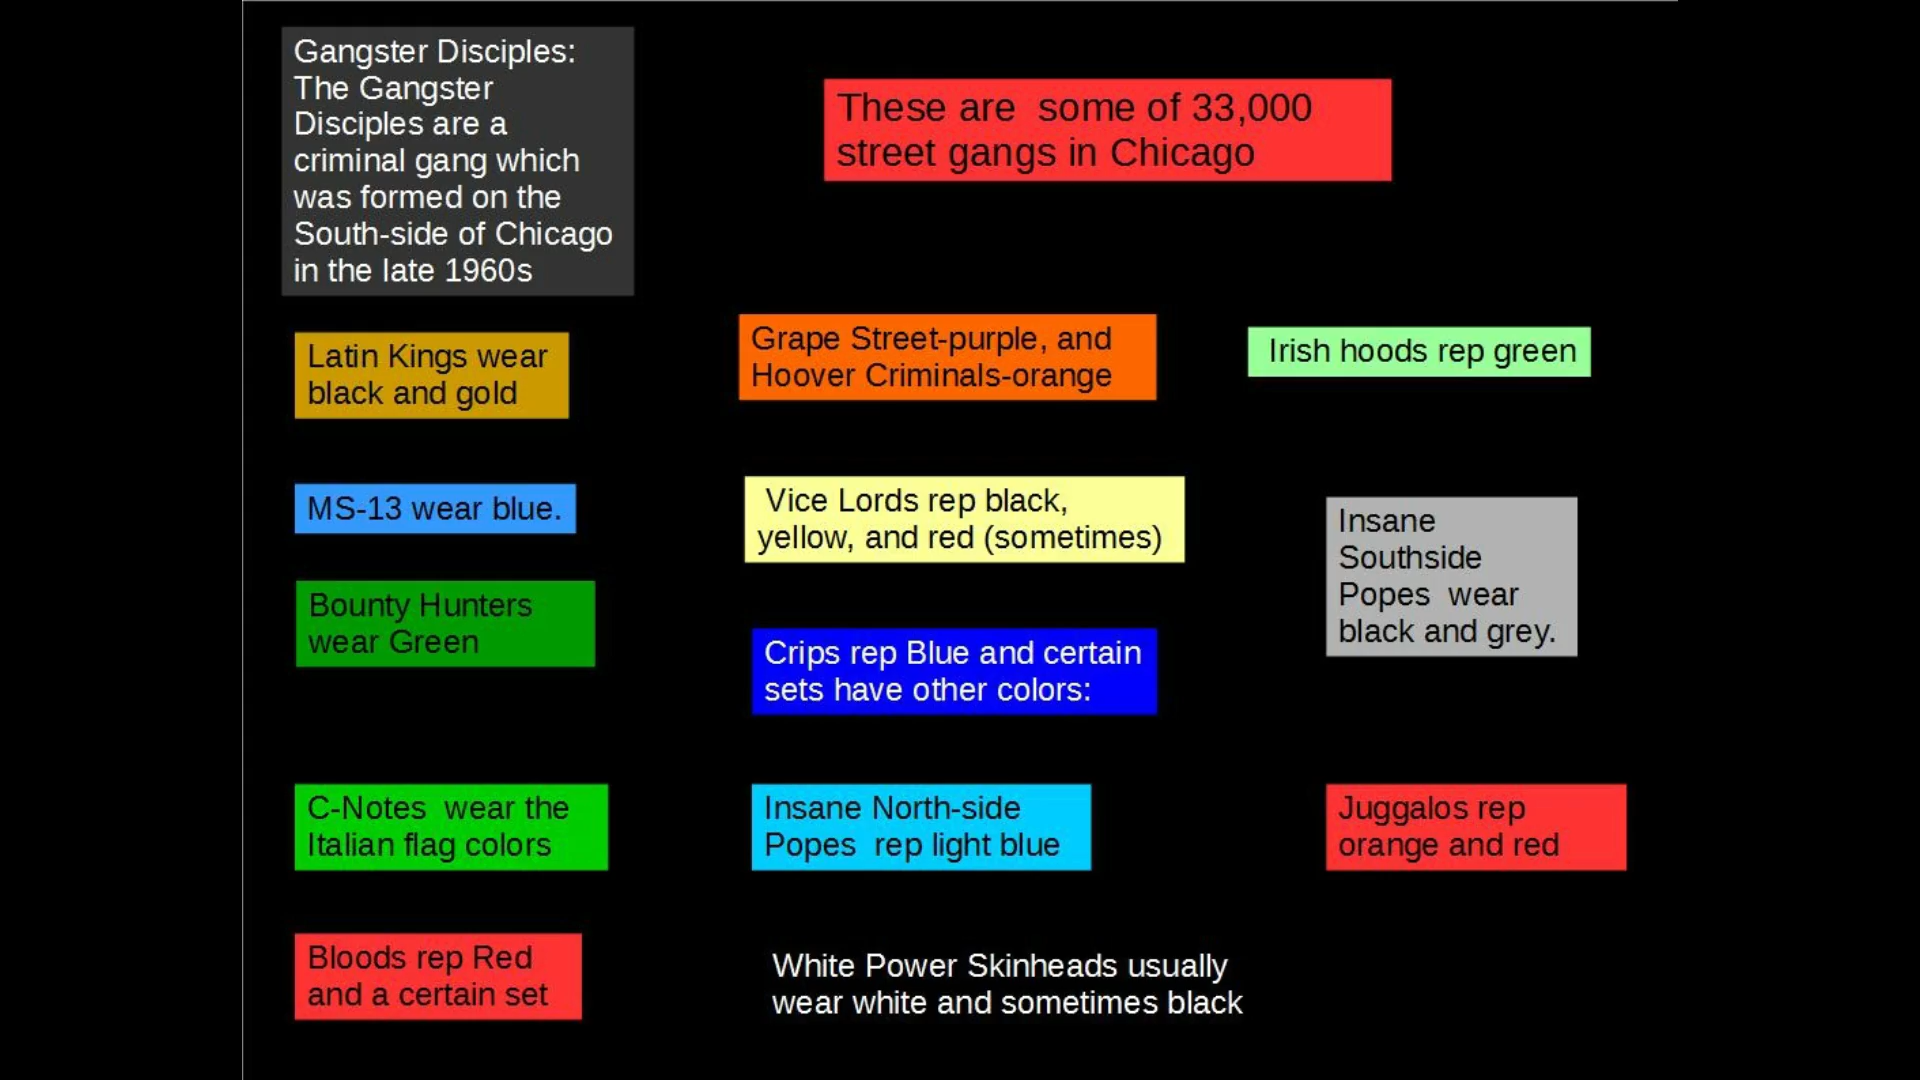 Gangster Disciples:
The Gangster
Disciples are a
criminal gang which
was formed on the
South-side of Chicago
in the late 1960s
These are  some of 33,000
street gangs in Chicago
Latin Kings wear
black and gold
Grape Street-purple, and
Hoover Criminals-orange
Irish hoods rep green
MS-13 wear blue.
Vice Lords rep black,
yellow, and red (sometimes)
Insane
Southside
Popes  wear
black and grey.
Bounty Hunters
wear Green
Crips rep Blue and certain
sets have other colors:
C-Notes  wear the
Italian flag colors
Insane North-side
Popes  rep light blue
Juggalos rep
orange and red
Bloods rep Red
and a certain set
White Power Skinheads usually
wear white and sometimes black